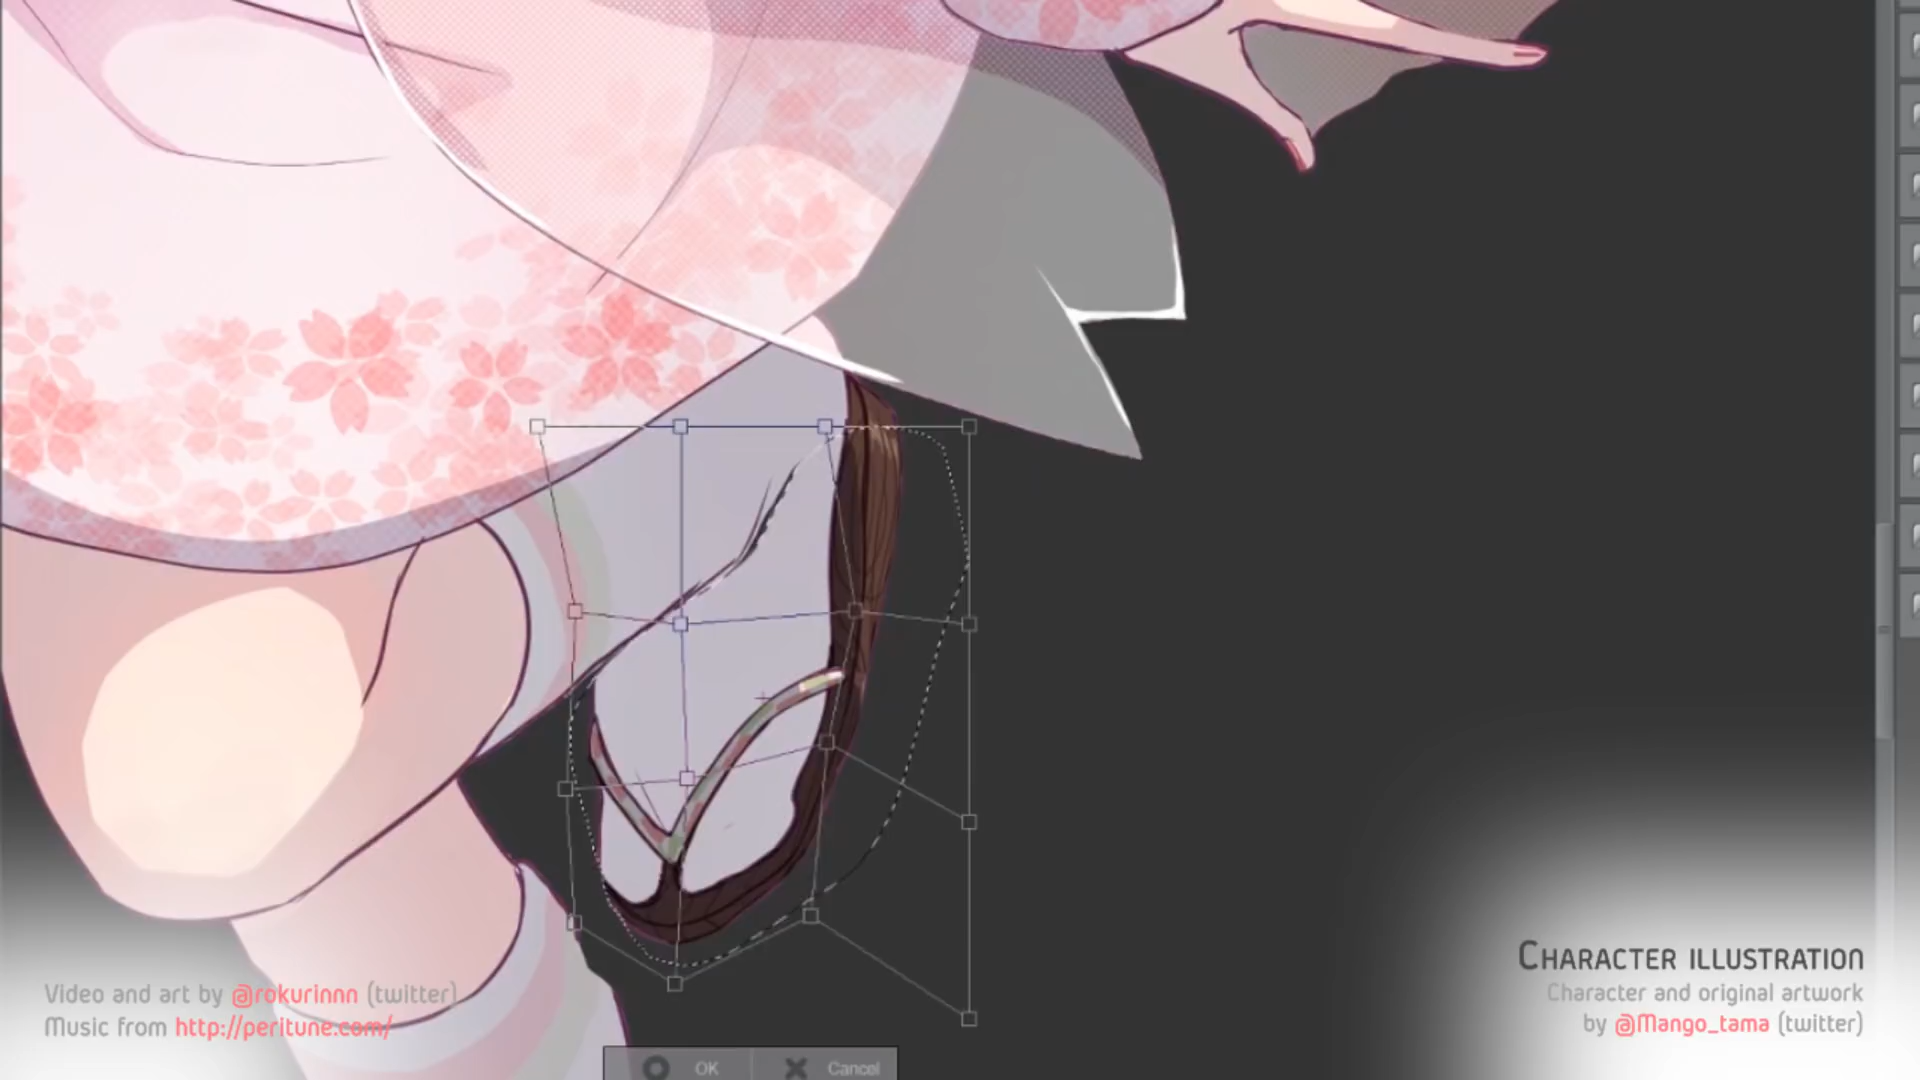 Video and art by @rokurinnn (twitter)
Music from http://peritune.com/
CHARACTER ILLUSTRATION
Character and original artwork
by @Mango_tama (twitter)
OK
Cancel